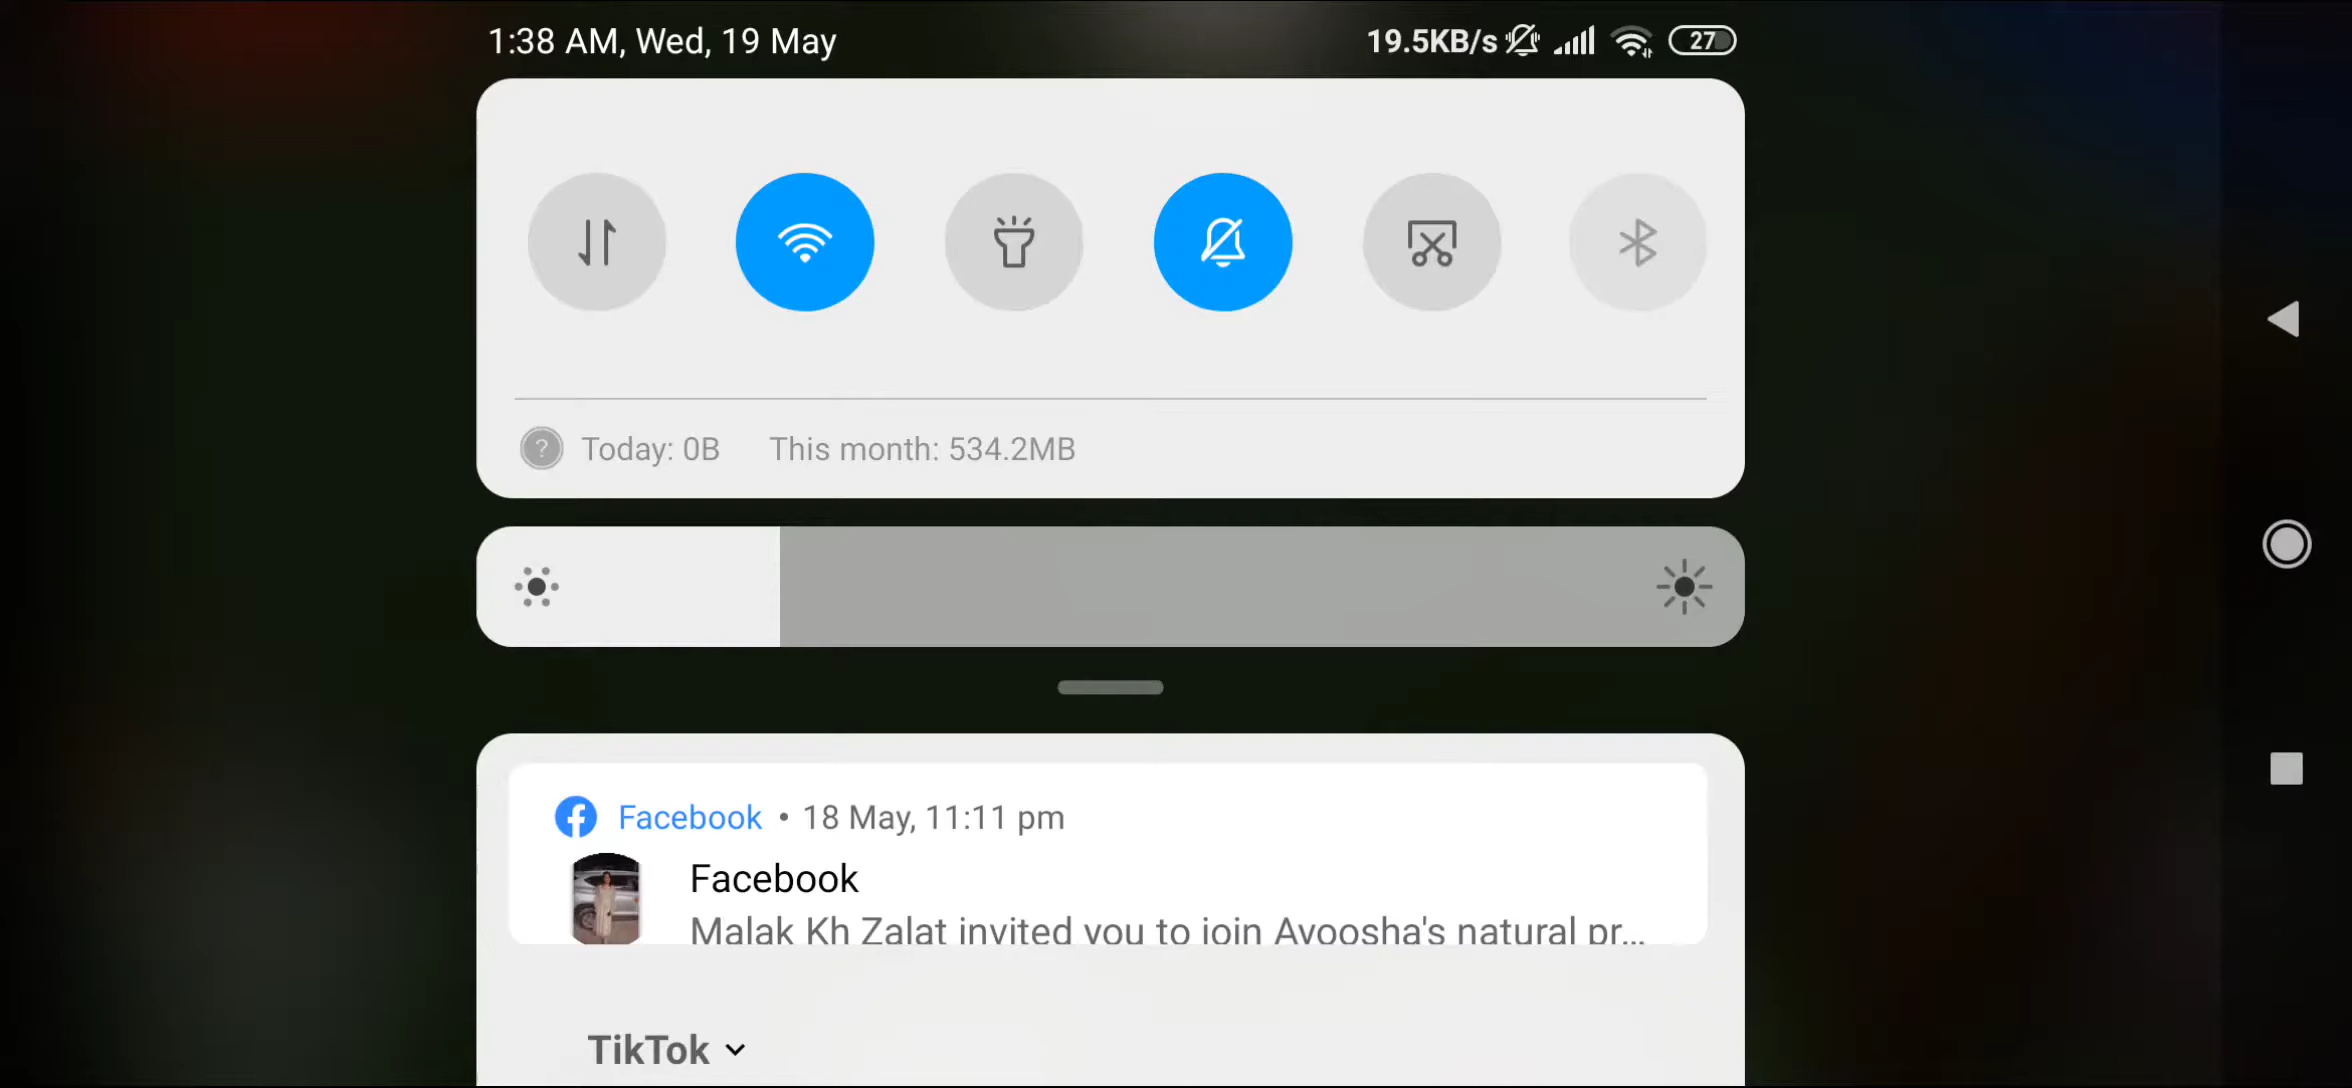 1:38 AM, Wed, 19 May
19.5KB/s 27
Today: 0B This month: 534.2MB
Facebook • 18 May, 11:11 pm
Facebook
Malak Kh Zalat invited you to join Ayoosha's natural pr...
TikTok